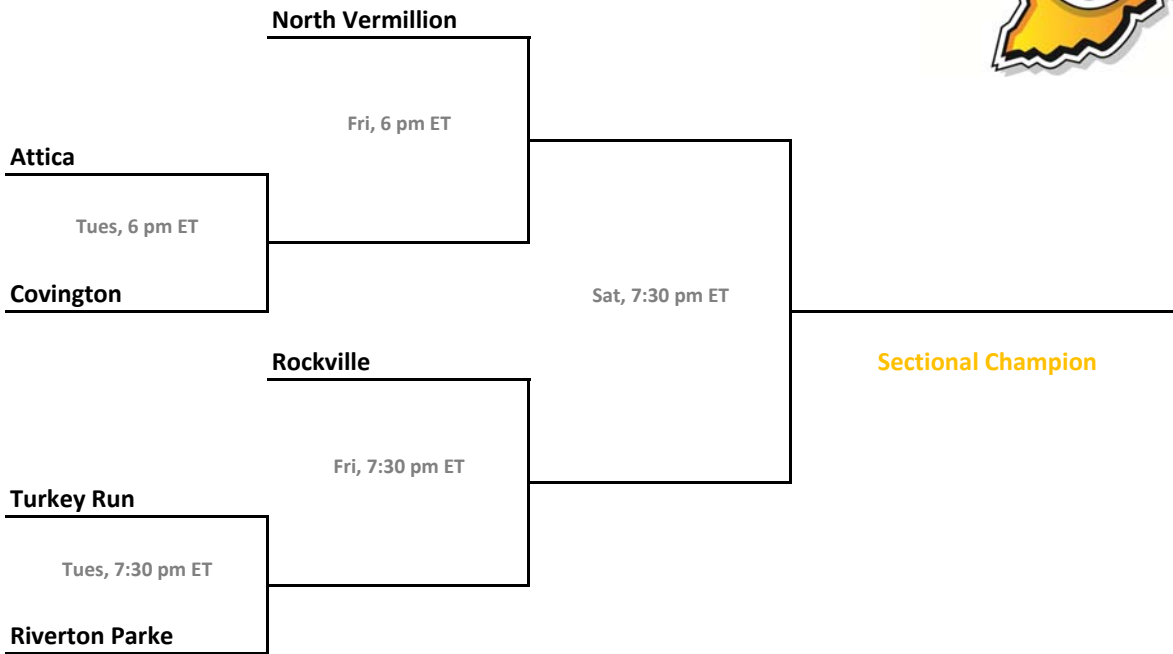 North Vermillion
Fri, 6 pm ET
Attica
Tues, 6 pm ET
Covington
Sat, 7:30 pm ET
Rockville
Sectional Champion
Fri, 7:30 pm ET
Turkey Run
Tues, 7:30 pm ET
Riverton Parke